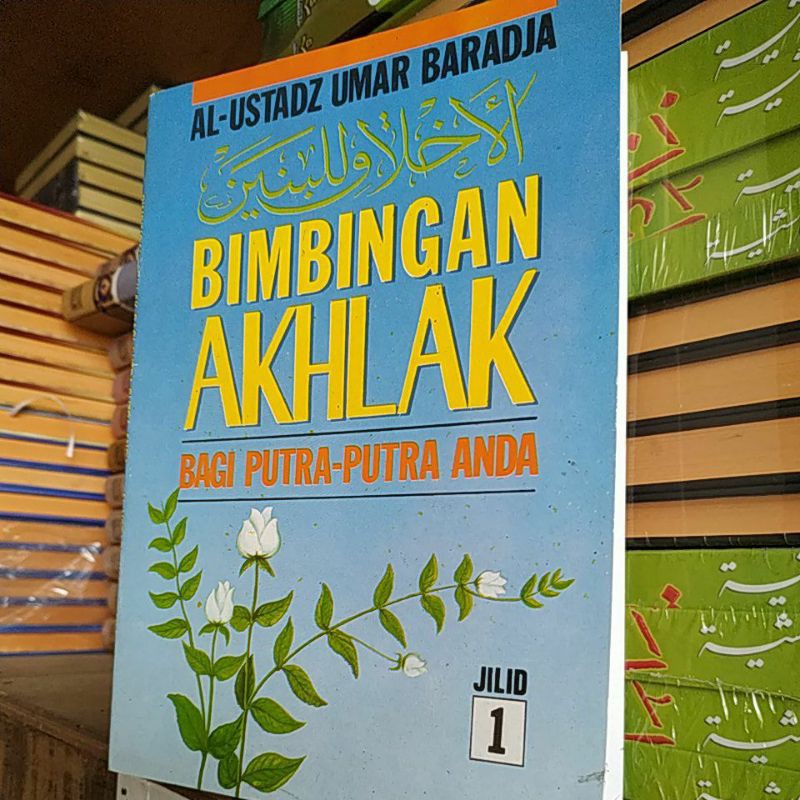 AL-USTADZ UMAR BARADJA
الأخلاق للبنين
BIMBINGAN
AKHLAK
BAGI PUTRA-PUTRA ANDA
JILID
1